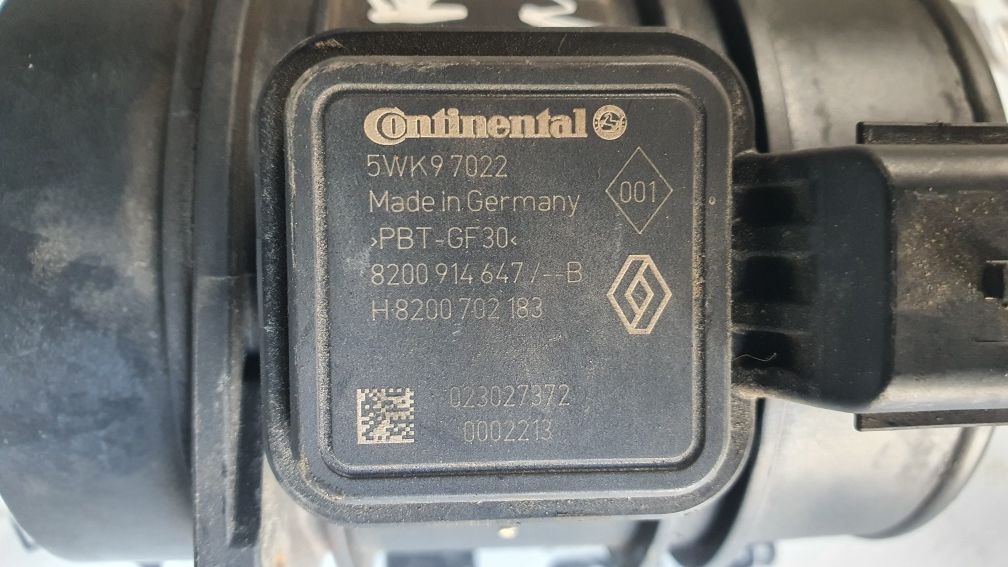 Continental
5WK9 7022
Made in Germany
001
›PBT-GF30‹
8200 914 647 /--B
H-8200 702 183
023027372
0002213